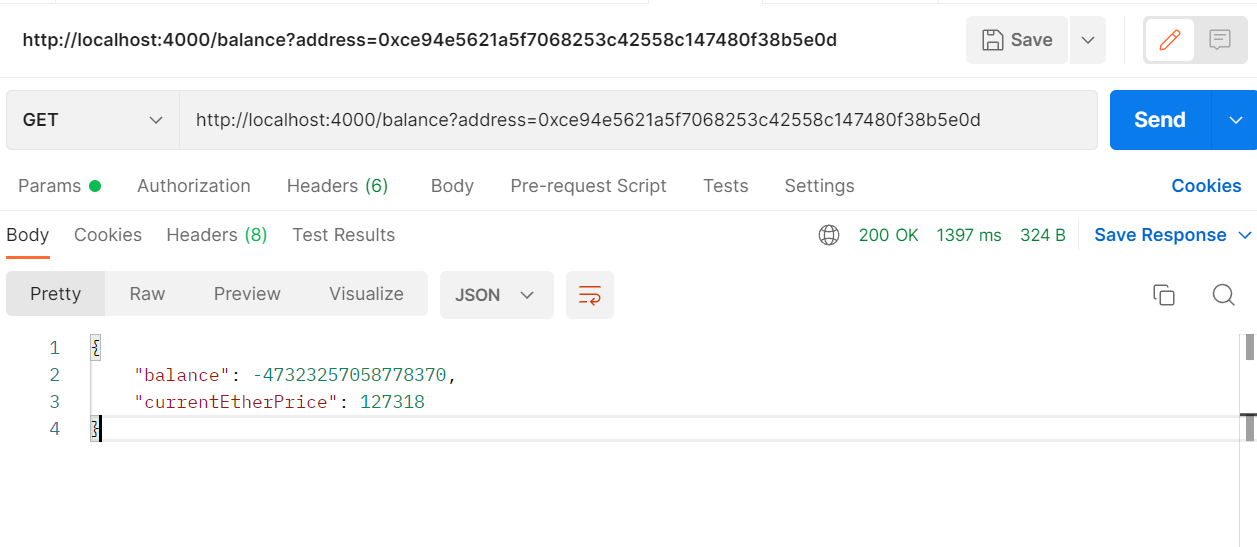 http://localhost:4000/balance?address=0xce94e5621a5f7068253c42558c147480f38b5e0d
Save
GET
http://localhost:4000/balance?address=0xce94e5621a5f7068253c42558c147480f38b5e0d
Send
Params Authorization Headers (6) Body Pre-request Script Tests Settings Cookies
Body Cookies Headers (8) Test Results 200 OK 1397 ms 324 B Save Response
Pretty Raw Preview Visualize JSON
1 {
2 "balance": -47323257058778370,
3 "currentEtherPrice": 127318
4 }